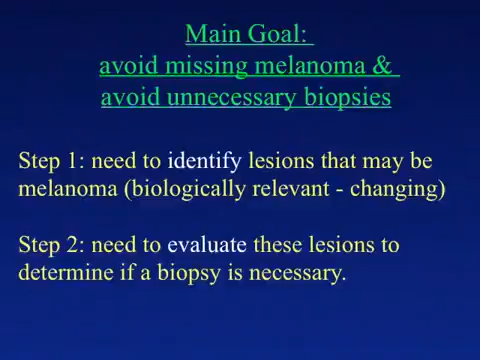 Main Goal:
avoid missing melanoma &
avoid unnecessary biopsies
Step 1: need to identify lesions that may be
melanoma (biologically relevant - changing)
Step 2: need to evaluate these lesions to
determine if a biopsy is necessary.